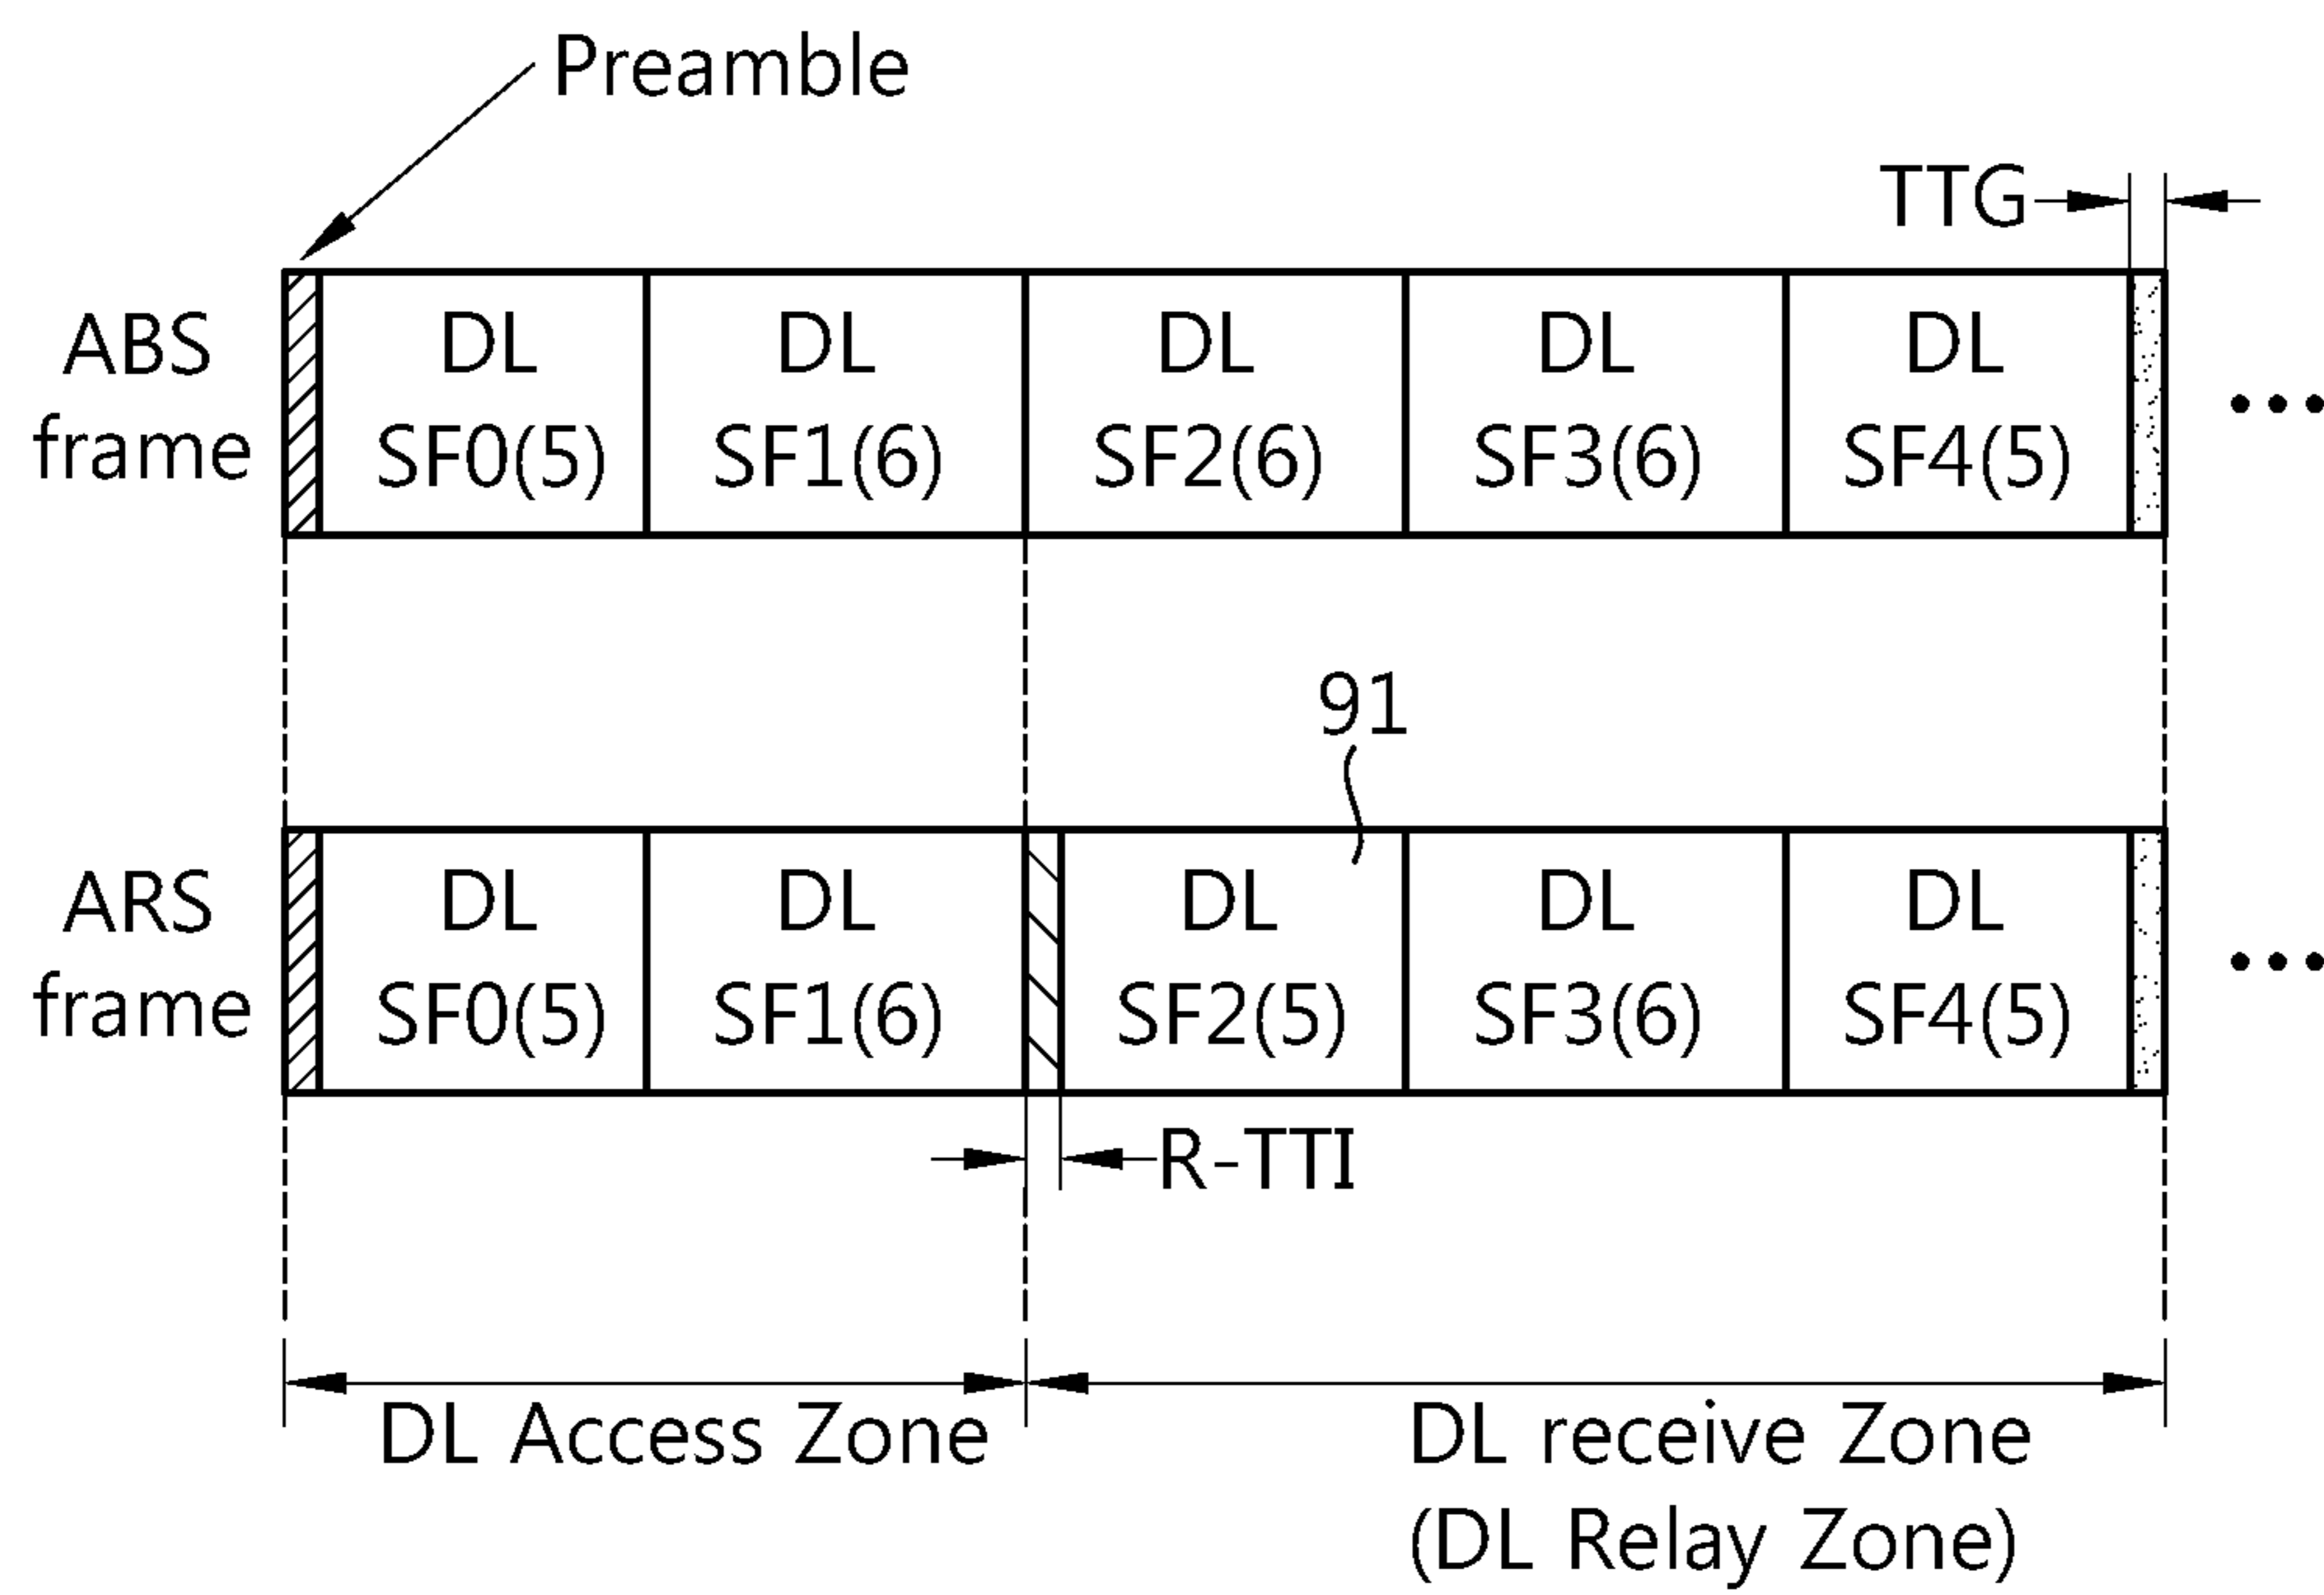 Preamble
TTG
ABS
frame
DL
SF0(5)
DL
SF1(6)
DL
SF2(6)
DL
SF3(6)
DL
SF4(5)
•••
91
ARS
frame
DL
SF0(5)
DL
SF1(6)
DL
SF2(5)
DL
SF3(6)
DL
SF4(5)
•••
R-TTI
DL Access Zone
DL receive Zone
(DL Relay Zone)